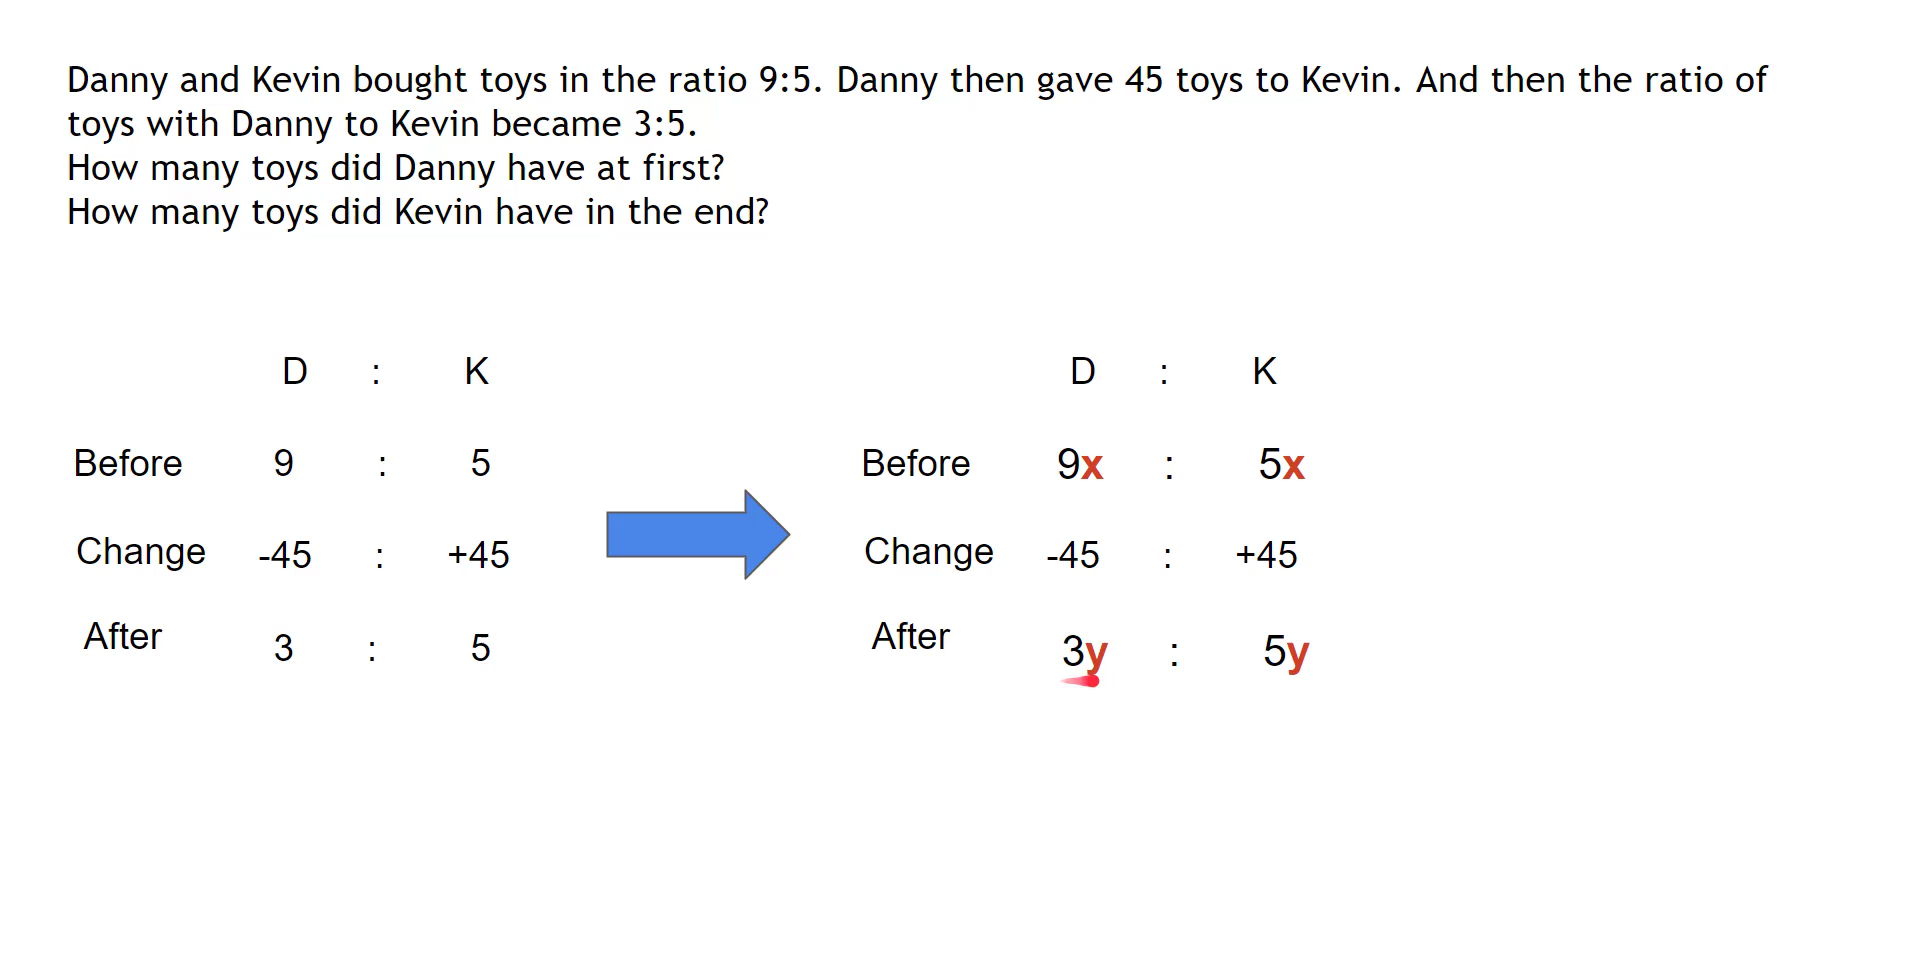 Danny and Kevin bought toys in the ratio 9:5. Danny then gave 45 toys to Kevin. And then the ratio of
toys with Danny to Kevin became 3:5.
How many toys did Danny have at first?
How many toys did Kevin have in the end?
D : K
Before 9 : 5
Change -45 : +45
After 3 : 5
D : K
Before 9x : 5x
Change -45 : +45
After 3y : 5y